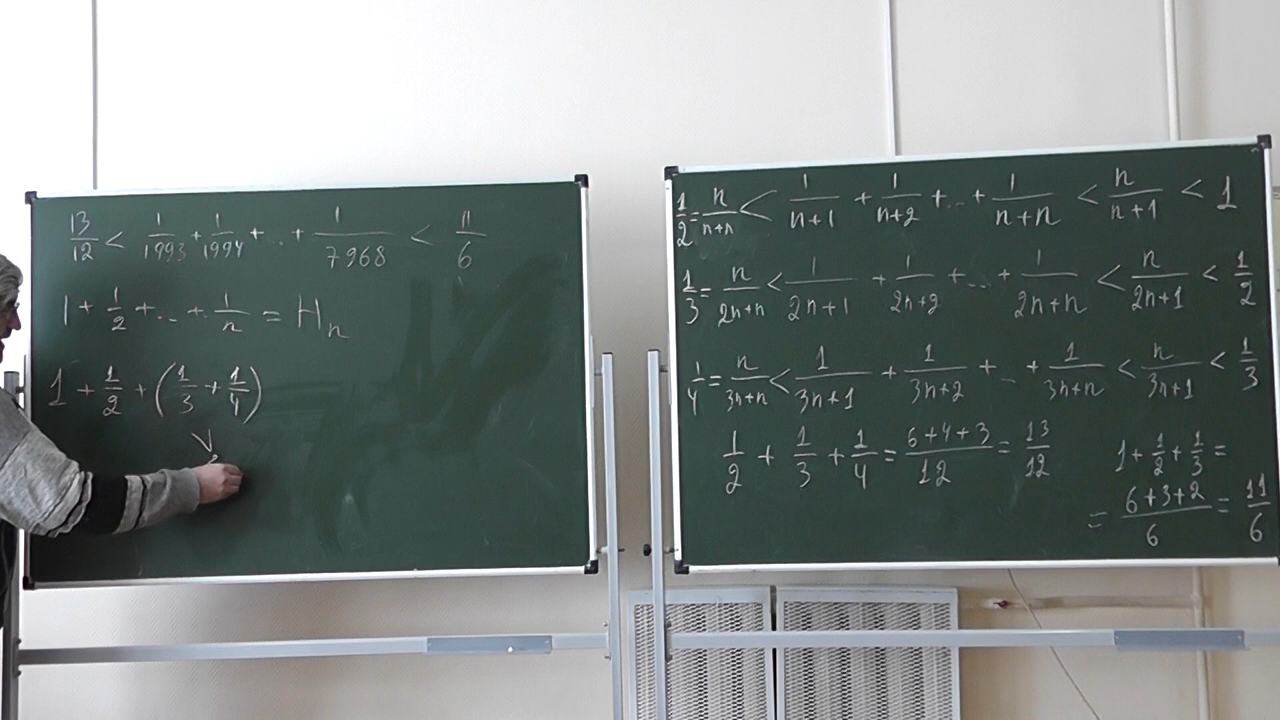 13/12 < 1/1993 + 1/1994 + ... + 1/7968 < 11/6
1 + 1/2 + ... + 1/n = H_n
1 + 1/2 + (1/3 + 1/4)
∨
1/2 = n/(n+n) < 1/(n+1) + 1/(n+2) + ... + 1/(n+n) < n/(n+1) < 1
1/3 = n/(2n+n) < 1/(2n+1) + 1/(2n+2) + ... + 1/(2n+n) < n/(2n+1) < 1/2
1/4 = n/(3n+n) < 1/(3n+1) + 1/(3n+2) + ... + 1/(3n+n) < n/(3n+1) < 1/3
1/2 + 1/3 + 1/4 = (6+4+3)/12 = 13/12
1 + 1/2 + 1/3 =
= (6+3+2)/6 = 11/6